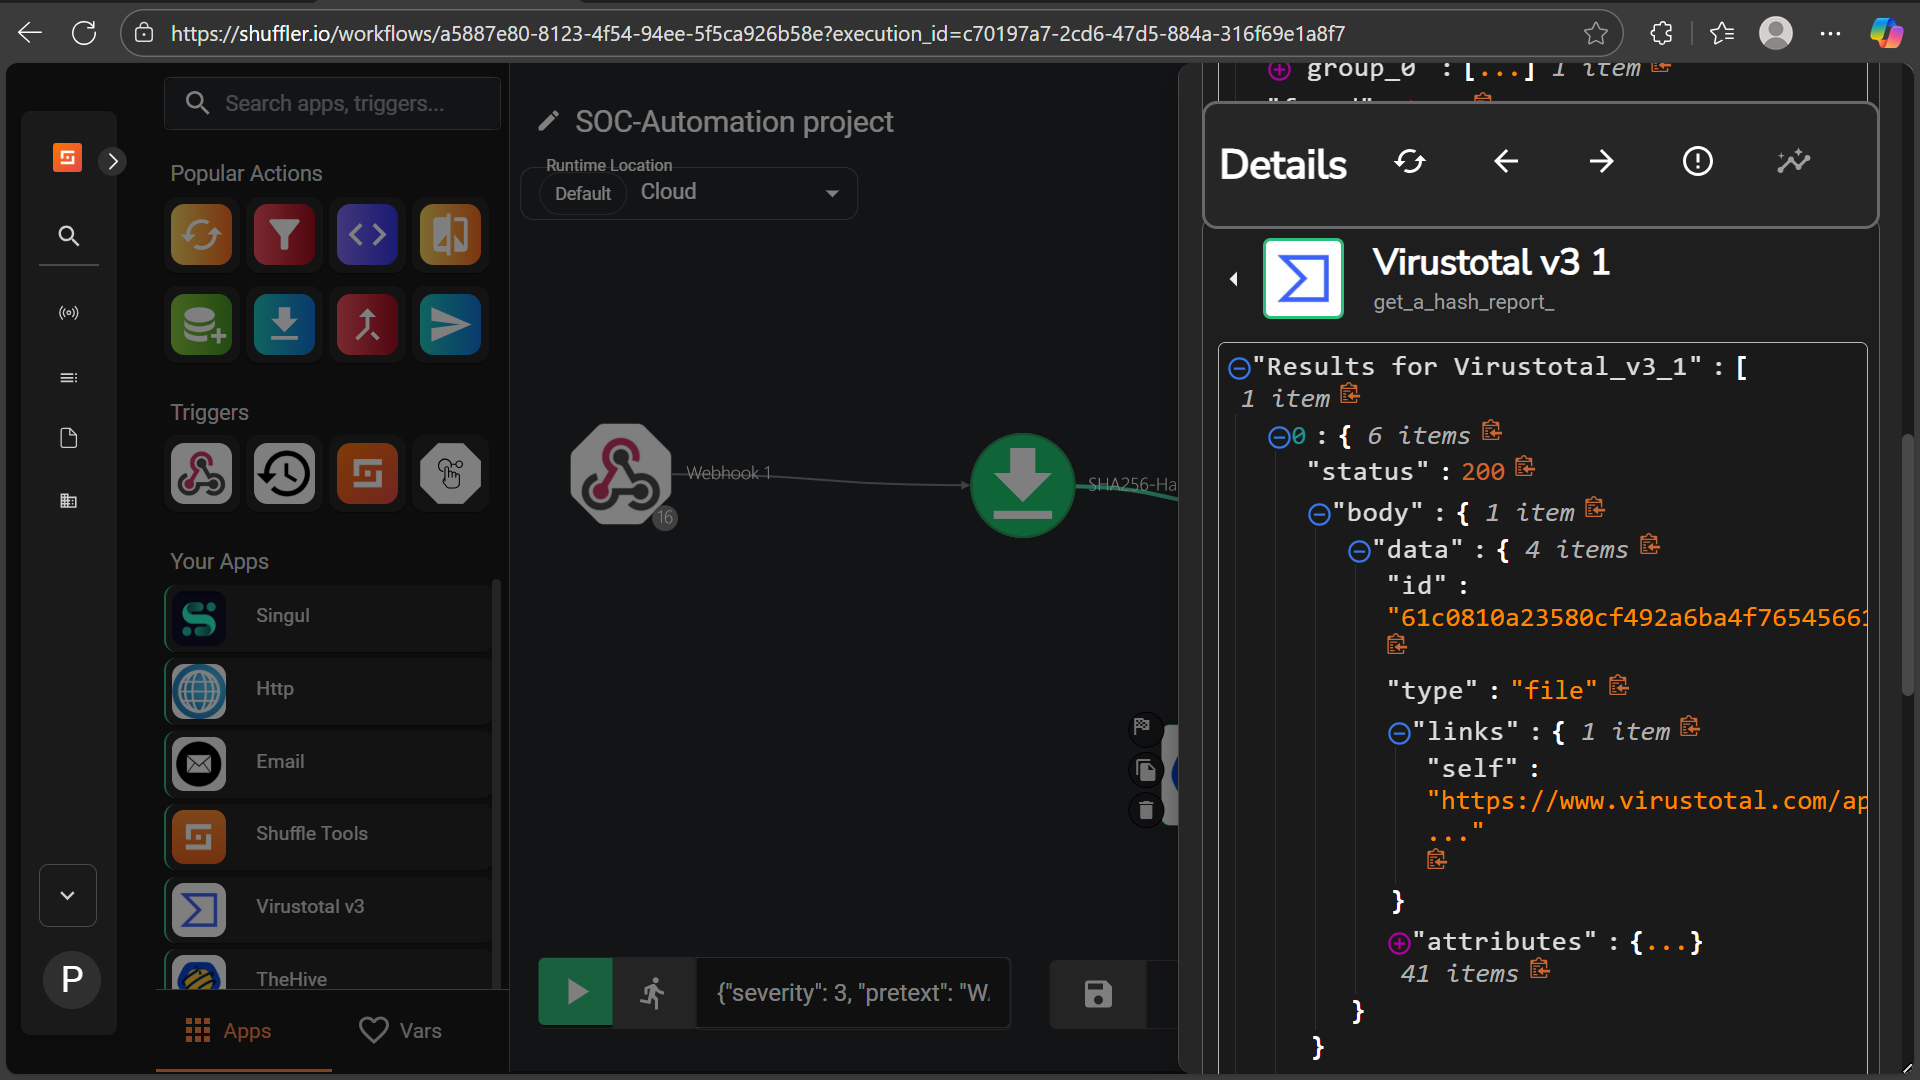 https://shuffler.io/workflows/a5887e80-8123-4f54-94ee-5f5ca926b58e?execution_id=c70197a7-2cd6-47d5-884a-316f69e1a8f7
Search apps, triggers...
Popular Actions
Triggers
Your Apps
Singul
Http
Email
Shuffle Tools
Virustotal v3
TheHive
P
Apps
Vars
SOC-Automation project
Runtime Location
Default
Cloud
Webhook 1
16
SHA256-Ha
{"severity": 3, "pretext": "W
group_0 : [...] 1 item
Details
Virustotal v3 1
get_a_hash_report_
"Results for Virustotal_v3_1" : [
1 item
0 : { 6 items
"status" : 200
"body" : { 1 item
"data" : { 4 items
"id" :
"61c0810a23580cf492a6ba4f7654566
"type" : "file"
"links" : { 1 item
"self" :
"https://www.virustotal.com/ap
..."
}
"attributes" : {...}
41 items
}
}